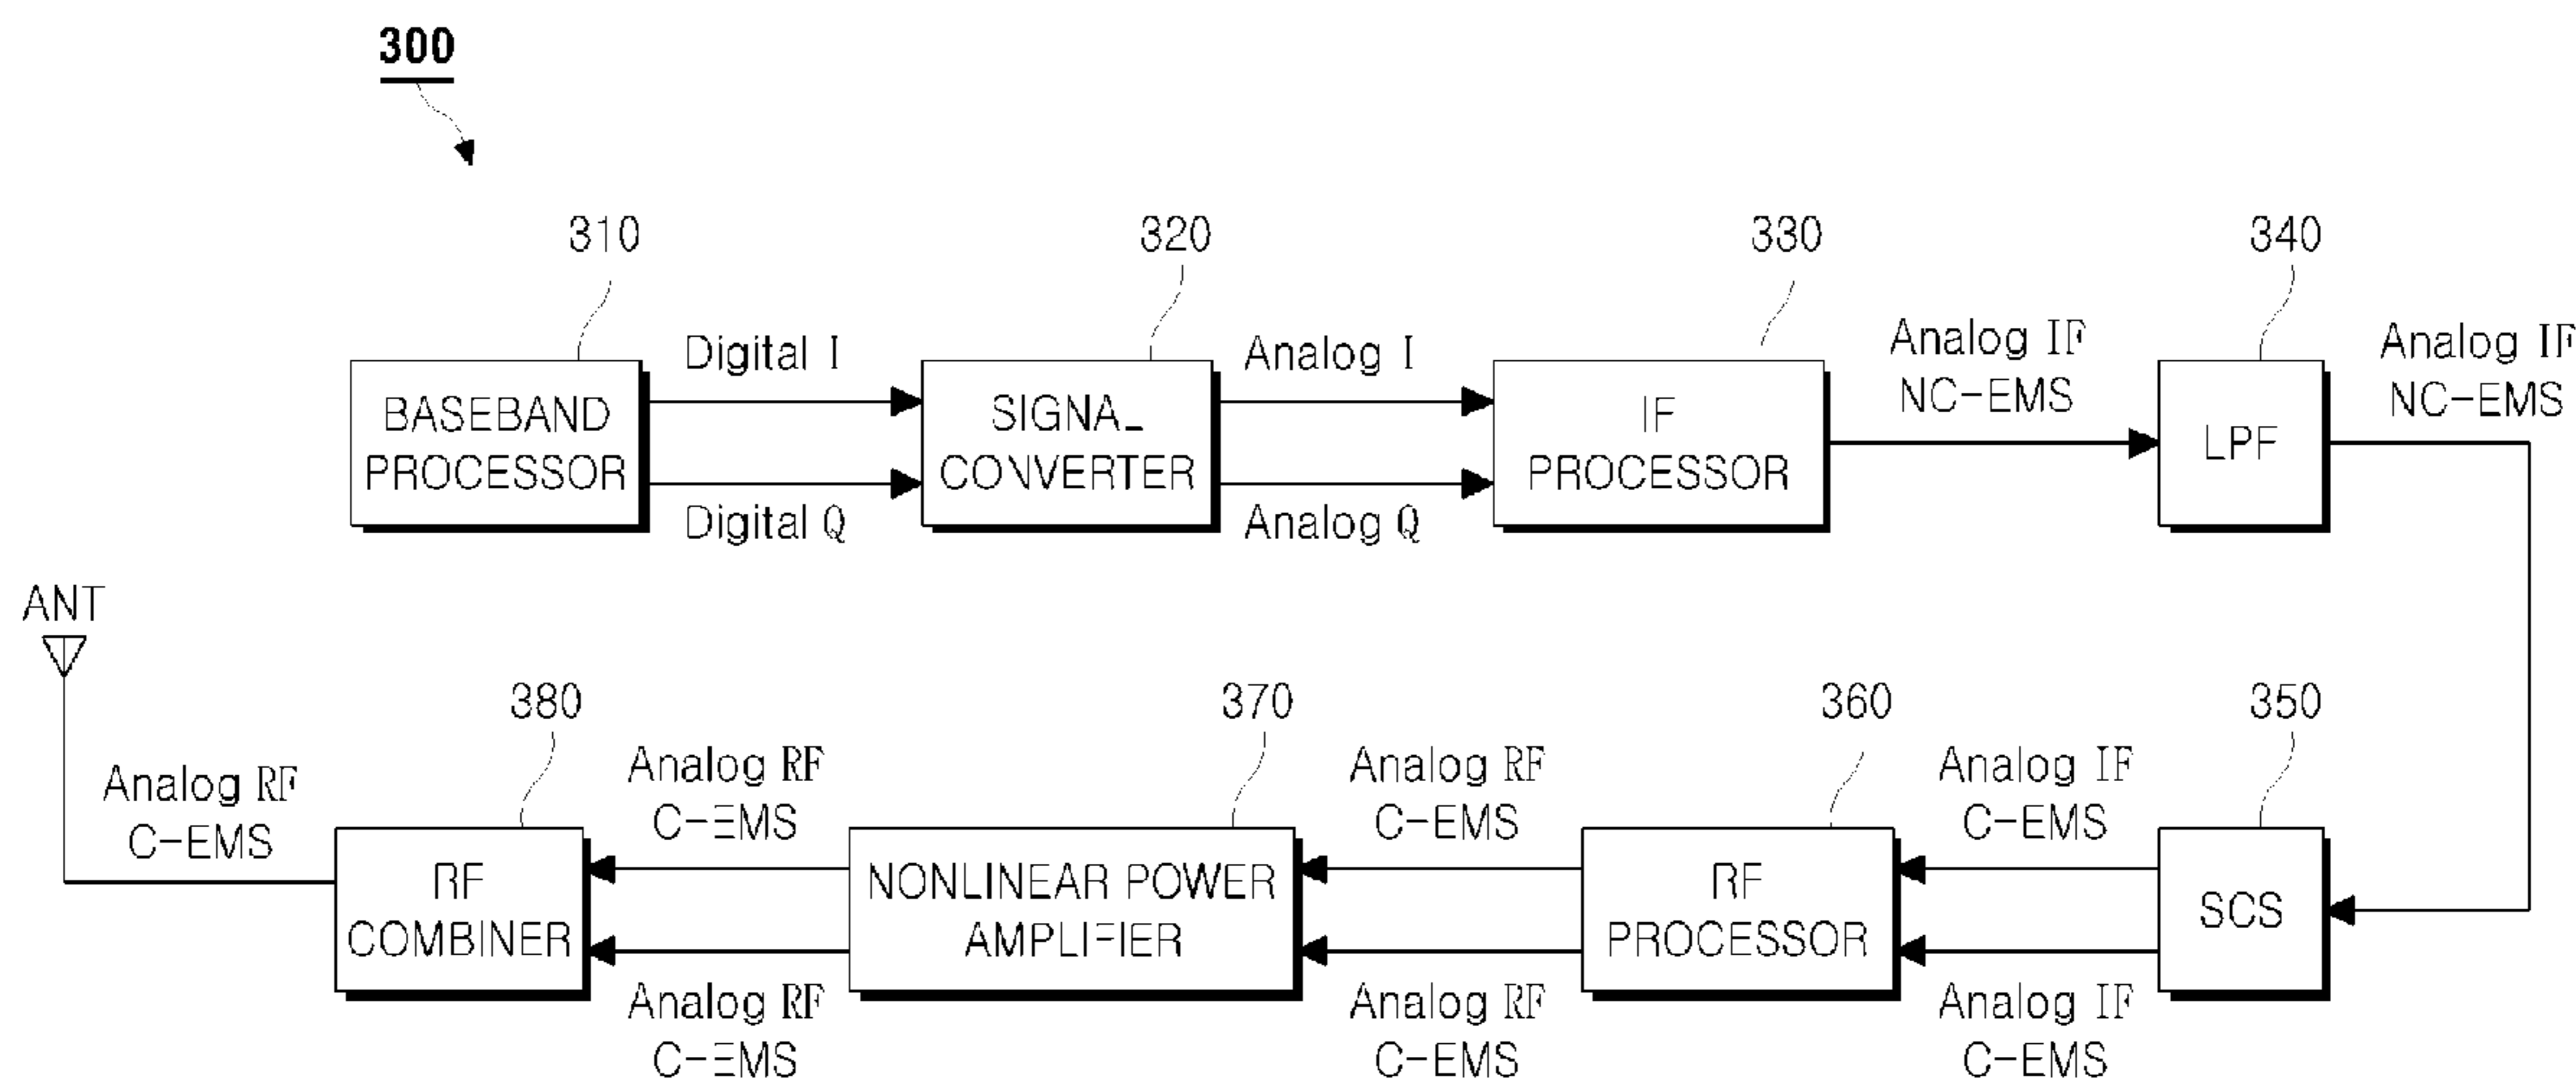 300
310
320
330
340
BASEBAND
PROCESSOR
Digital I
Digital Q
SIGNAL
CONVERTER
Analog I
Analog Q
IF
PROCESSOR
Analog IF
NC-EMS
LPF
Analog IF
NC-EMS
ANT
380
370
360
350
Analog RF
C-EMS
RF
COMBINER
Analog RF
C-EMS
Analog RF
C-EMS
NONLINEAR POWER
AMPLIFIER
Analog RF
C-EMS
Analog RF
C-EMS
RF
PROCESSOR
Analog IF
C-EMS
Analog IF
C-EMS
SCS